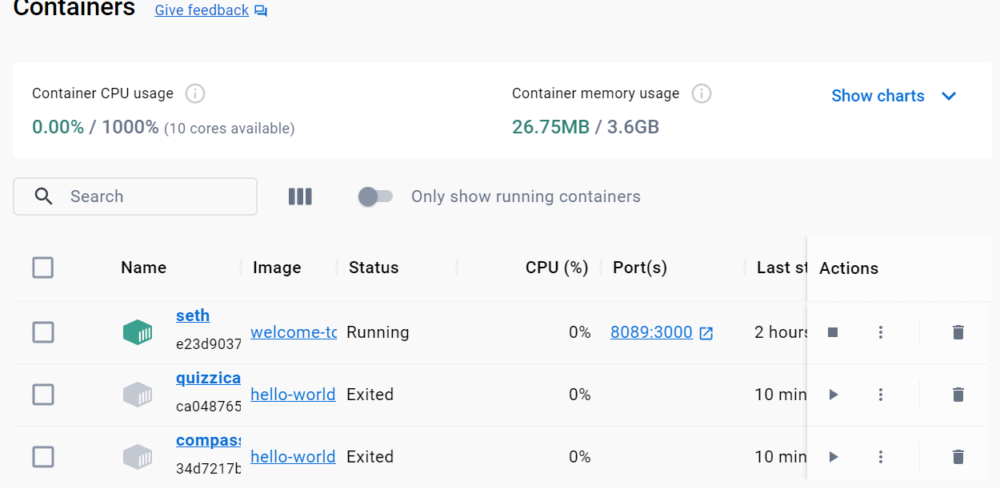 Containers Give feedback
Container CPU usage
0.00% / 1000% (10 cores available)
Container memory usage
26.75MB / 3.6GB
Show charts
Search
Only show running containers
Name Image Status CPU (%) Port(s) Last st Actions
seth
e23d9037
welcome-to Running 0% 8089:3000 2 hours
quizzica
ca048765
hello-world Exited 0% 10 min
compass
34d7217b
hello-world Exited 0% 10 min